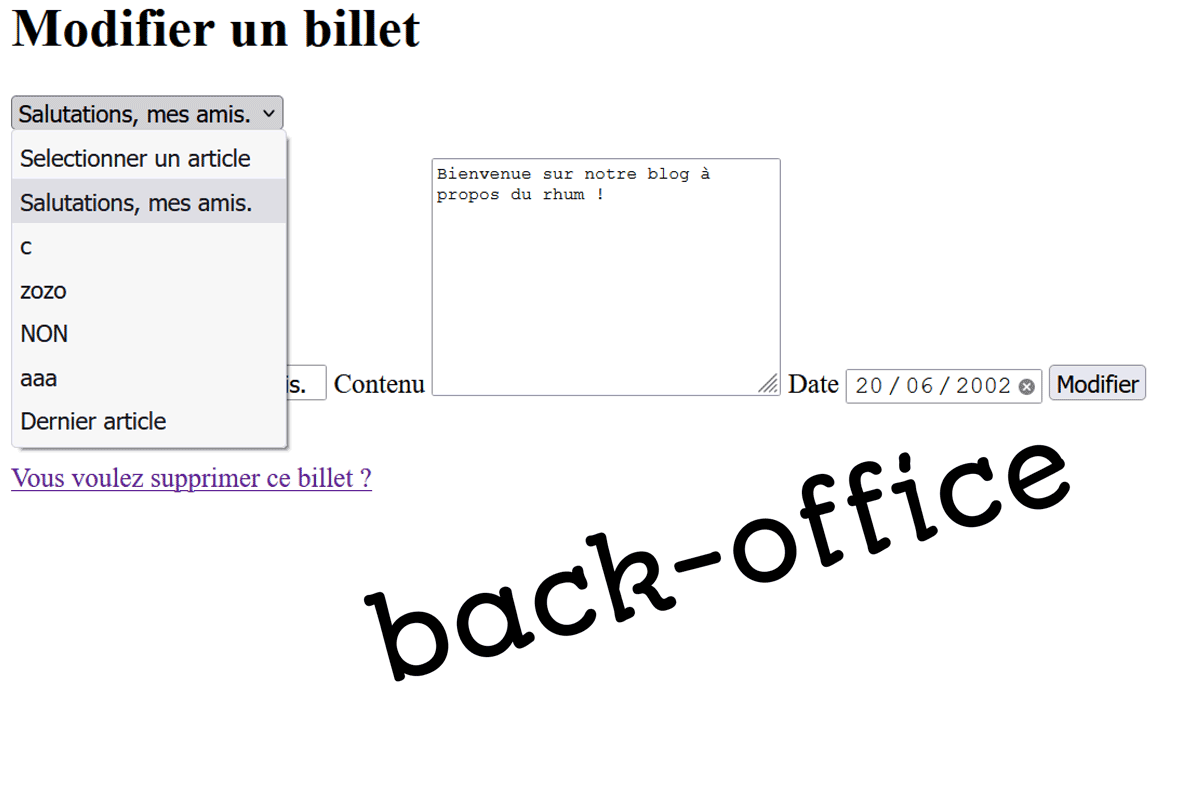 Modifier un billet
Salutations, mes amis.
Selectionner un article
Salutations, mes amis.
c
zozo
NON
aaa
Dernier article
Bienvenue sur notre blog à
propos du rhum !
is. Contenu Date 20/06/2002 Modifier
Vous voulez supprimer ce billet ?
back-office